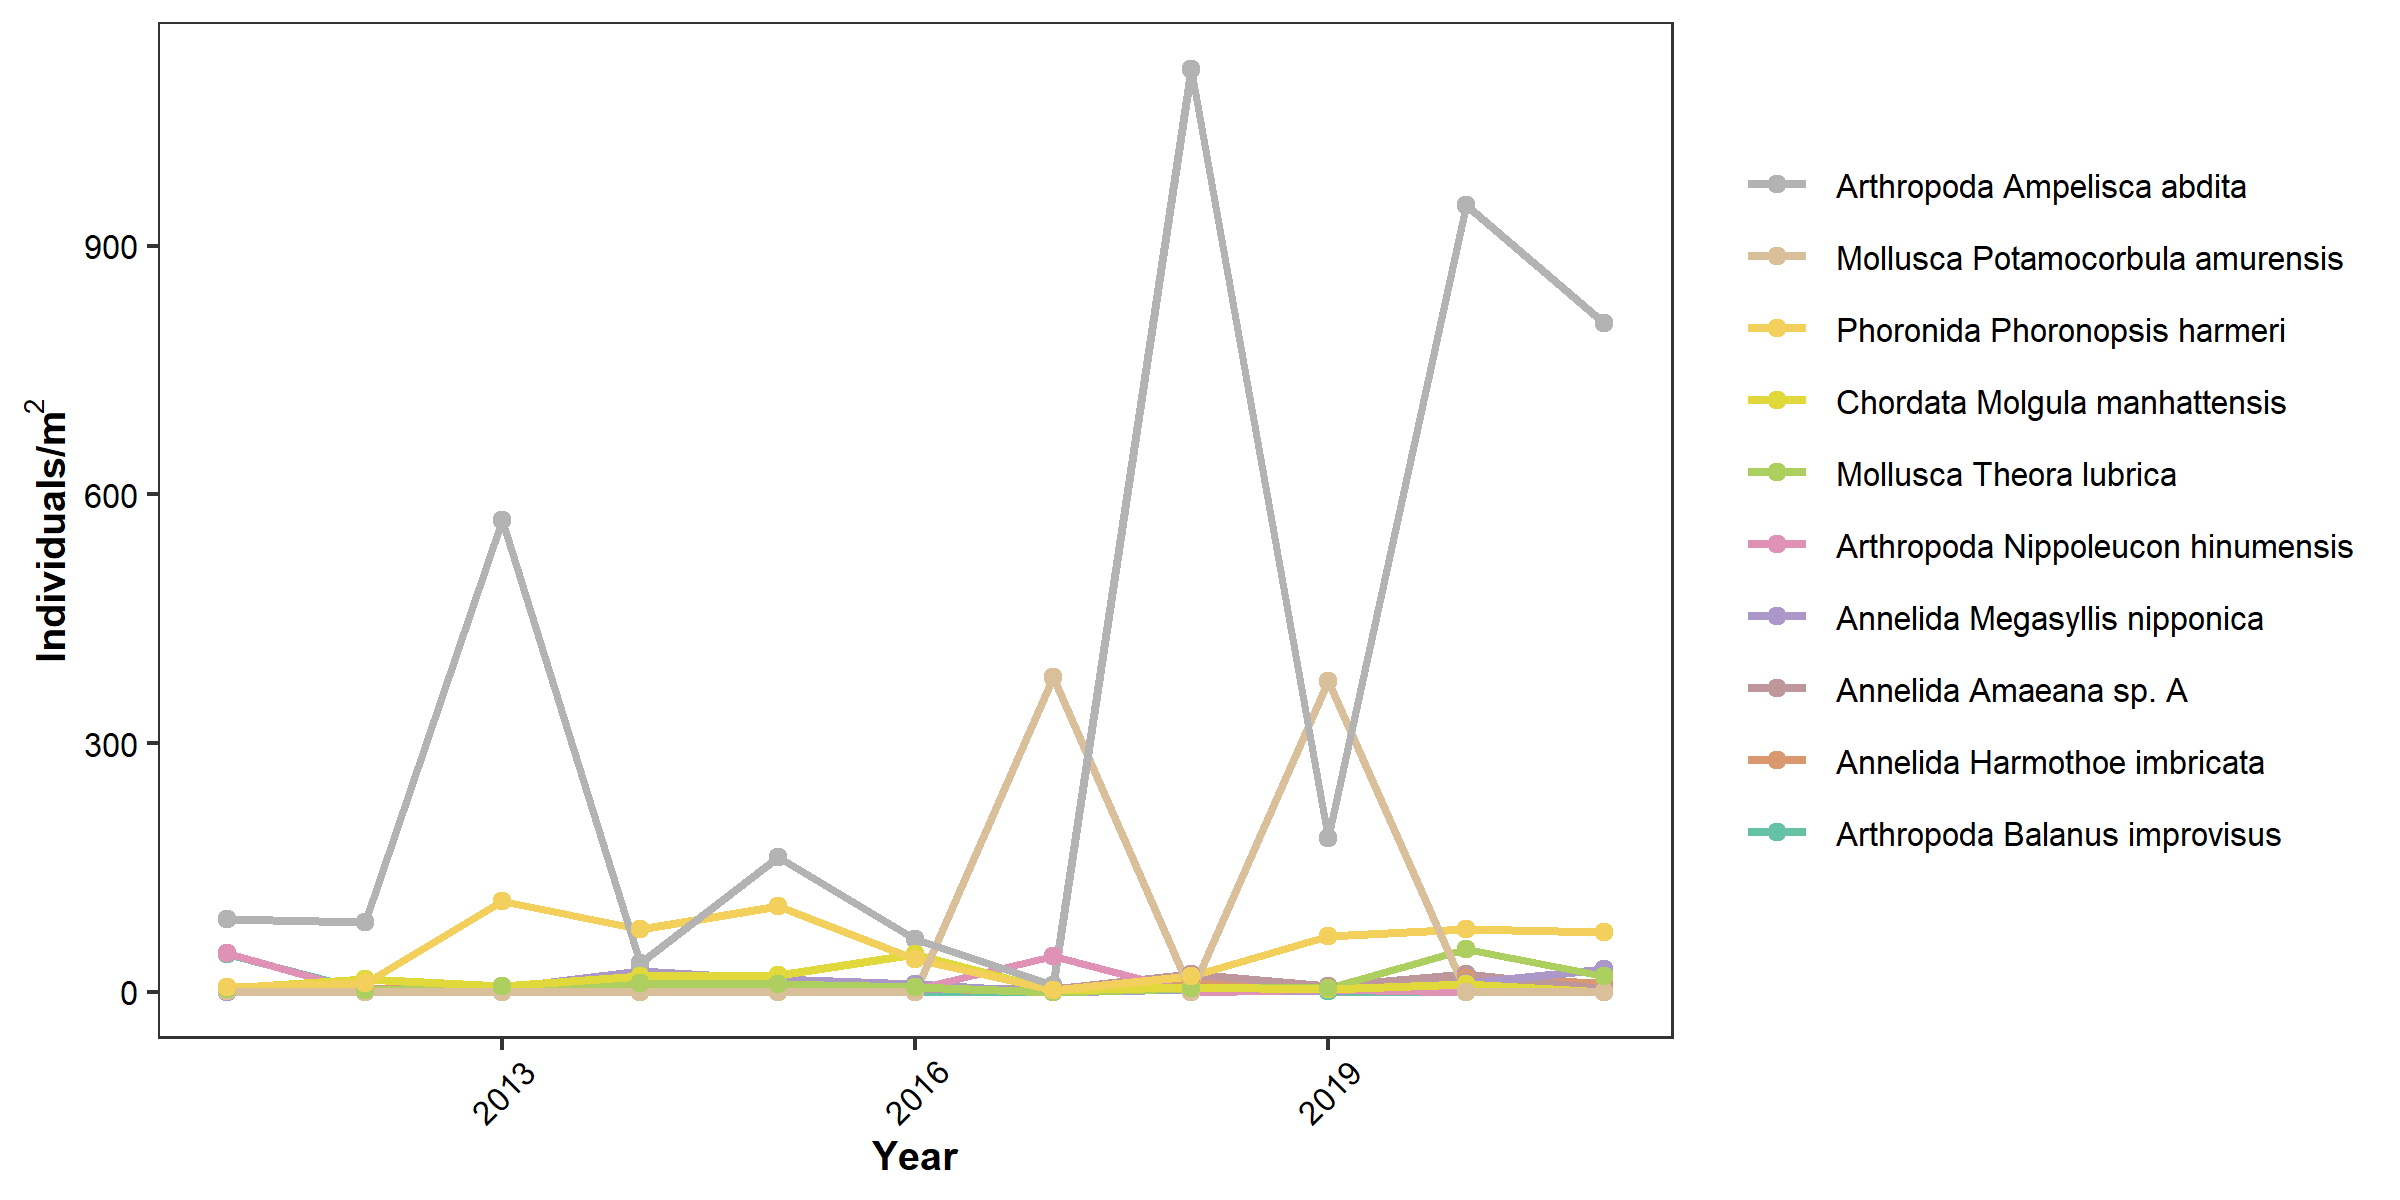 Individuals/m²
900
600
300
0
2013
2016
2019
Year
Arthropoda Ampelisca abdita
Mollusca Potamocorbula amurensis
Phoronida Phoronopsis harmeri
Chordata Molgula manhattensis
Mollusca Theora lubrica
Arthropoda Nippoleucon hinumensis
Annelida Megasyllis nipponica
Annelida Amaeana sp. A
Annelida Harmothoe imbricata
Arthropoda Balanus improvisus